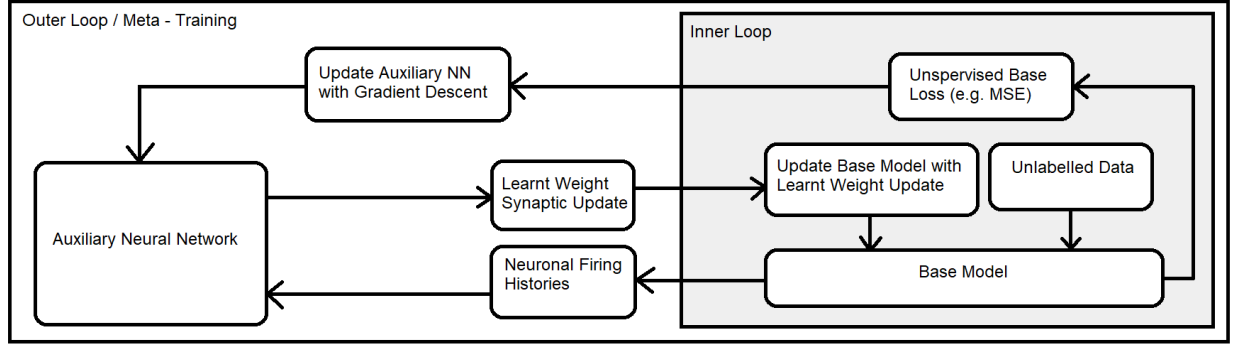 Outer Loop / Meta - Training
Inner Loop
Update Auxiliary NN
with Gradient Descent
Unspervised Base
Loss (e.g. MSE)
Learnt Weight
Synaptic Update
Update Base Model with
Learnt Weight Update
Unlabelled Data
Auxiliary Neural Network
Neuronal Firing
Histories
Base Model